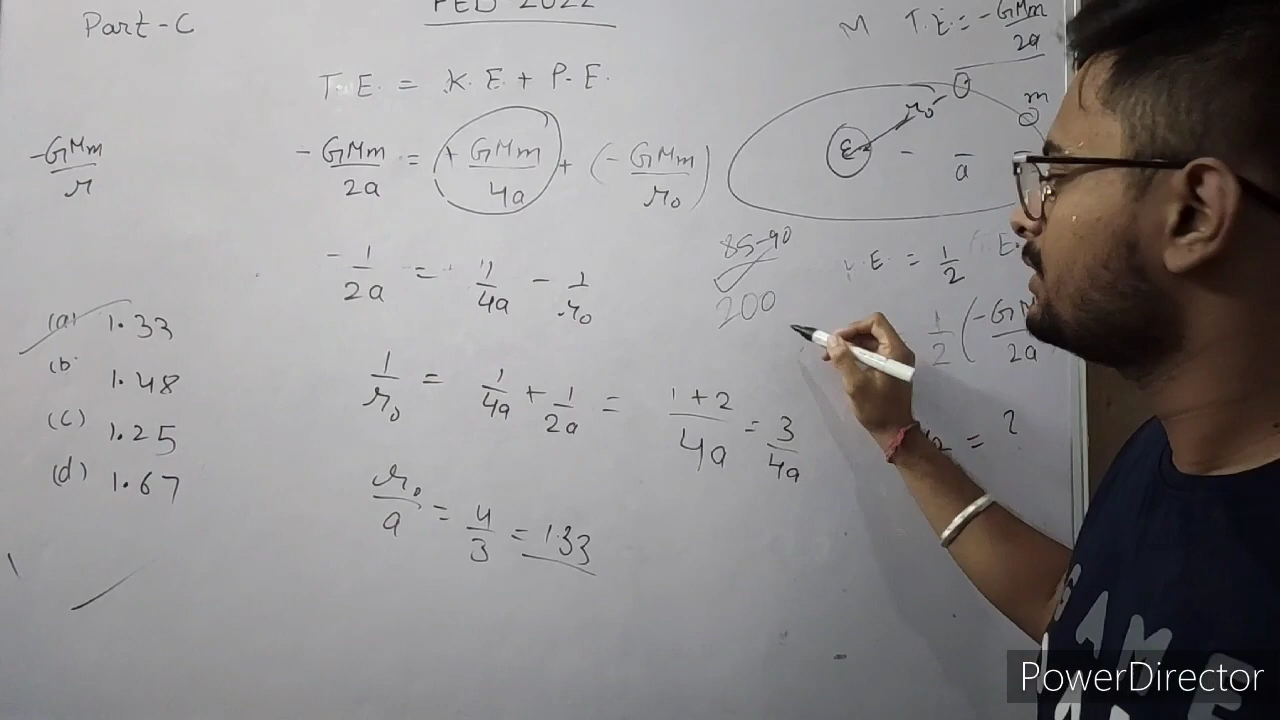 Part-C
FEB 2022
M T.E = -GMm/2a
T.E. = K.E. + P.E.
-GMm/r
-GMm/2a = + GMm/4a + (-GMm/r₀)
r₀
m
E
a
85-90
200
.E. = 1/2 T.E.
-1/2a = 1/4a - 1/r₀
1/2 (-GM/2a
(a) 1.33
(b) 1.48
(c) 1.25
(d) 1.67
1/r₀ = 1/4a + 1/2a = 1+2/4a = 3/4a
= ?
r₀/a = 4/3 = 1.33
PowerDirector